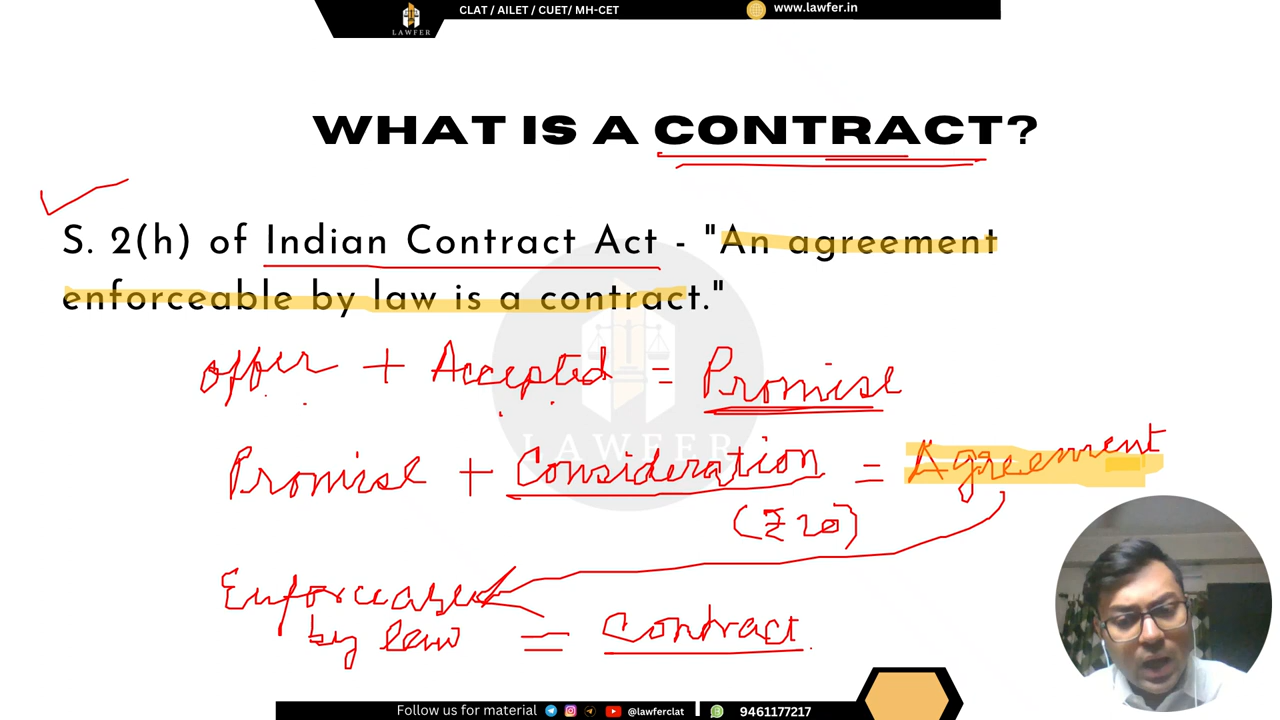 CLAT / AILET / CUET/ MH-CET
www.lawfer.in
LAWFER
WHAT IS A CONTRACT?
S. 2(h) of Indian Contract Act - "An agreement
enforceable by law is a contract."
offer + Accepted = Promise
LAWFER
Promise + Consideration = Agreement
(₹20)
by law = Contract
Follow us for material @lawferclat 9461177217